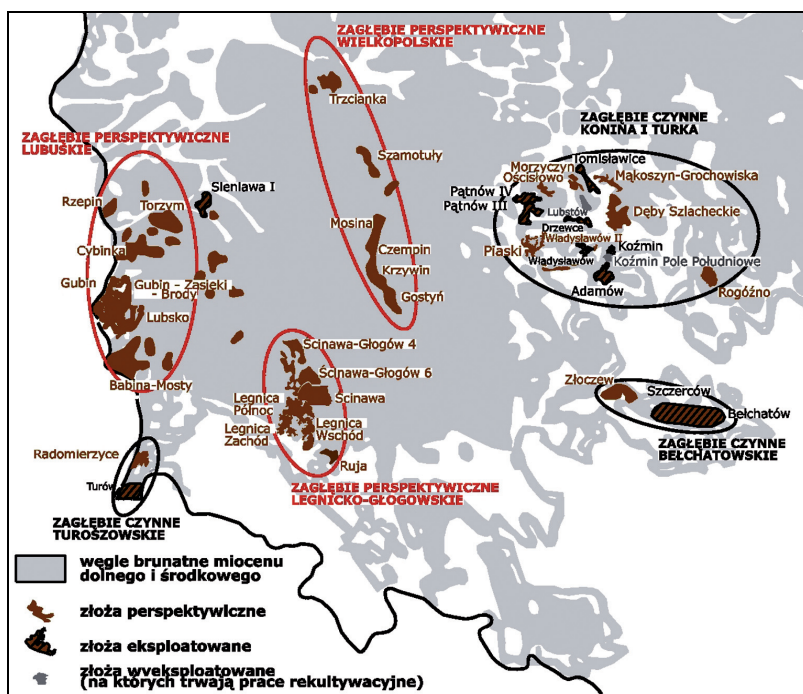 ZAGŁĘBIE PERSPEKTYWICZNE
WIELKOPOLSKIE
Trzcianka
Szamotuły
Mosina
Czempin
Krzywin
Gostyń
ZAGŁĘBIE PERSPEKTYWICZNE
LUBUSKIE
Sieniawa I
Rzepin
Torzym
Cybinka
Gubin
Gubin - Zasieki
- Brody
Lubsko
Babina-Mosty
ZAGŁĘBIE CZYNNE
KONINA I TURKA
Tomisławice
Morzyczyn
Ościsłowo
Mąkoszyn-Grochowiska
Pątnów IV
Pątnów III
Lubstów
Dęby Szlacheckie
Drzewce
Władysławów II
Piaski
Koźmin
Władysławów
Koźmin Pole Południowe
Adamów
Rogóźno
Ścinawa-Głogów 4
Ścinawa-Głogów 6
Legnica
Północ
Ścinawa
Legnica
Zachód
Legnica
Wschód
Ruja
ZAGŁĘBIE PERSPEKTYWICZNE
LEGNICKO-GŁOGOWSKIE
Złoczew
Szczerców
Bełchatów
ZAGŁĘBIE CZYNNE
BEŁCHATOWSKIE
Radomierzyce
Turów
ZAGŁĘBIE CZYNNE
TUROSZOWSKIE
węgle brunatne miocenu
dolnego i środkowego
złoża perspektywiczne
złoża eksploatowane
złoża wyeksploatowane
(na których trwają prace rekultywacyjne)